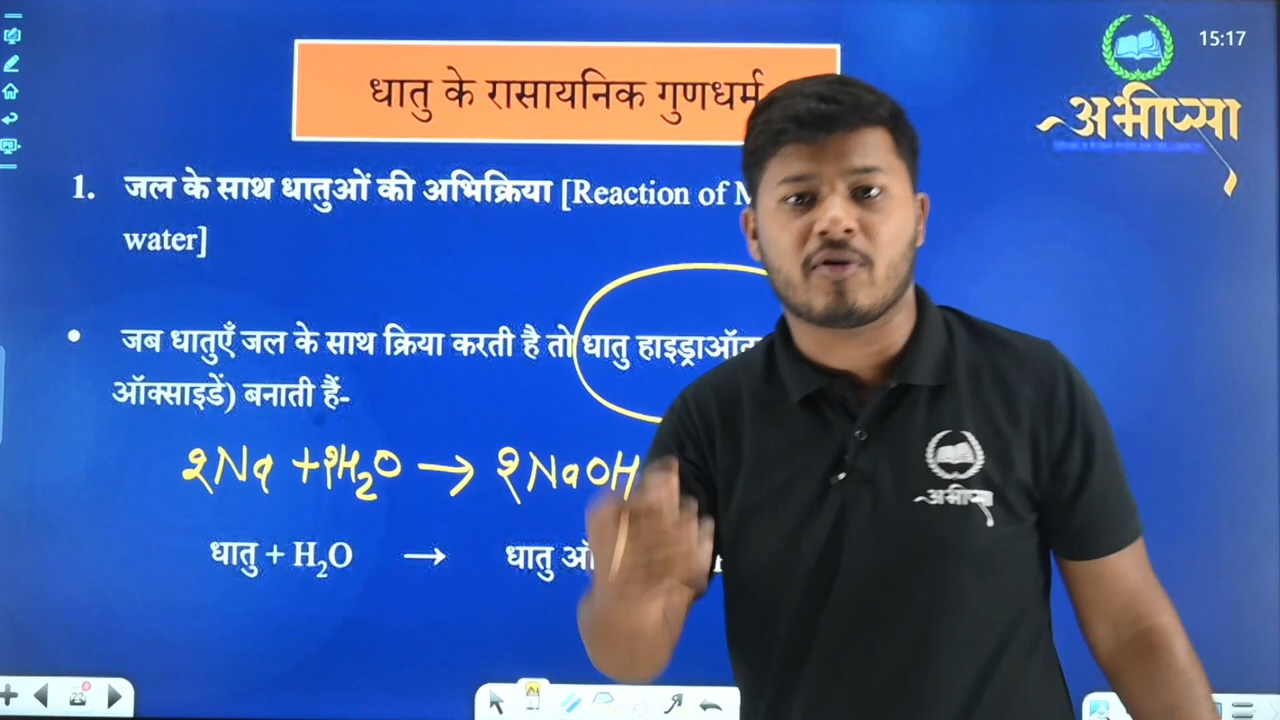 15:17
अभीप्सा
धातु के रासायनिक गुणधर्म
1. जल के साथ धातुओं की अभिक्रिया [Reaction of M
water]
• जब धातुएँ जल के साथ क्रिया करती है तो धातु हाइड्रॉ
ऑक्साइडें) बनाती हैं-
2Na + 2H₂O → 2NaOH
धातु + H₂O → धातु ऑ
अभीप्सा
22